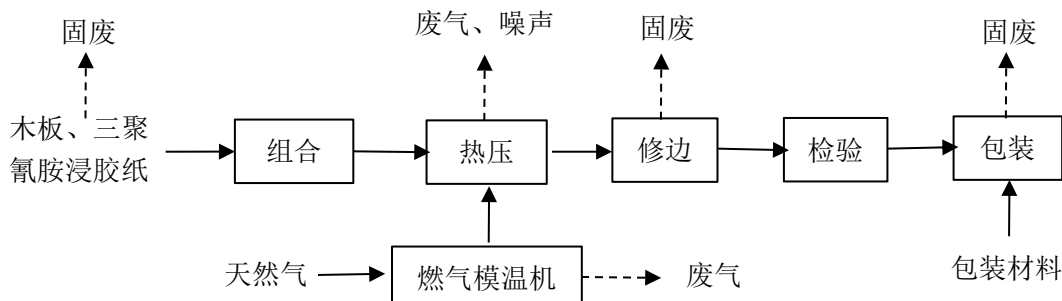 固废
废气、噪声
固废
固废
木板、三聚
氰胺浸胶纸
组合
热压
修边
检验
包装
天然气
燃气模温机
废气
包装材料